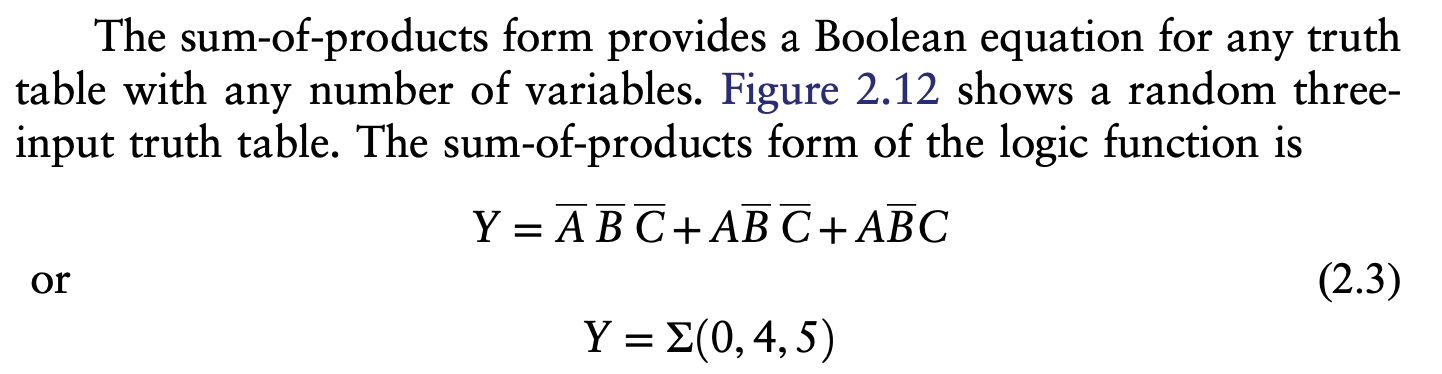 The sum-of-products form provides a Boolean equation for any truth
table with any number of variables. Figure 2.12 shows a random three-
input truth table. The sum-of-products form of the logic function is
Y = A̅ B̅ C̅ + AB̅ C̅ + AB̅C
or (2.3)
Y = Σ(0, 4, 5)